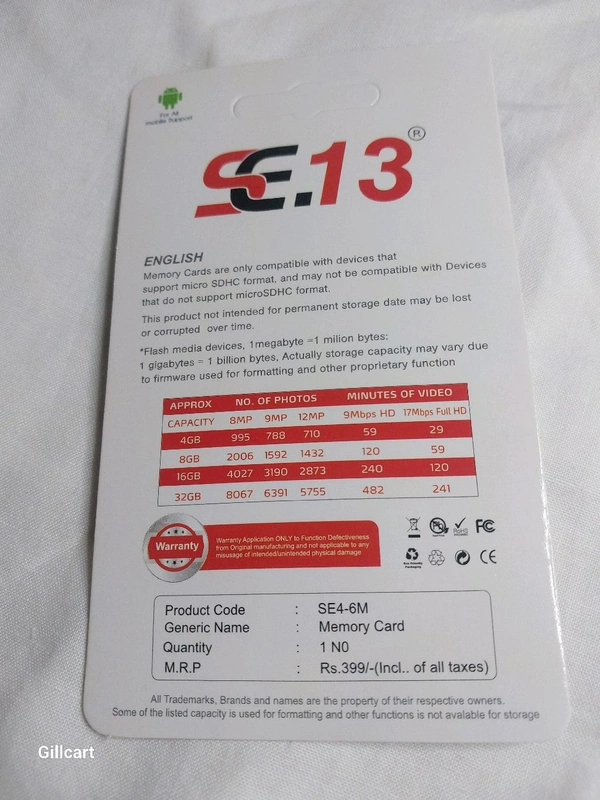 For All
mobile Support
SE.13®
ENGLISH
Memory Cards are only compatible with devices that
support micro SDHC format, and may not be compatible with Devices
that do not support microSDHC format.
This product not intended for permanent storage date may be lost
or corrupted over time.
*Flash media devices, 1megabyte =1 milion bytes:
1 gigabytes = 1 billion bytes, Actually storage capacity may vary due
to firmware used for formatting and other proprietary function
APPROX NO. OF PHOTOS MINUTES OF VIDEO
CAPACITY 8MP 9MP 12MP 9Mbps HD 17Mbps Full HD
4GB 995 788 710 59 29
8GB 2006 1592 1432 120 59
16GB 4027 3190 2873 240 120
32GB 8067 6391 5755 482 241
Warranty
Warranty Application ONLY to Function Defectiveness
from Original manufacturing and not applicable to any
misusage of intended/unintended physical damage
RoHS FC
CE
Product Code : SE4-6M
Generic Name : Memory Card
Quantity : 1 N0
M.R.P : Rs.399/-(Incl.. of all taxes)
All Trademarks, Brands and names are the property of their respective owners.
Some of the listed capacity is used for formatting and other functions is not avalable for storage
Gillcart